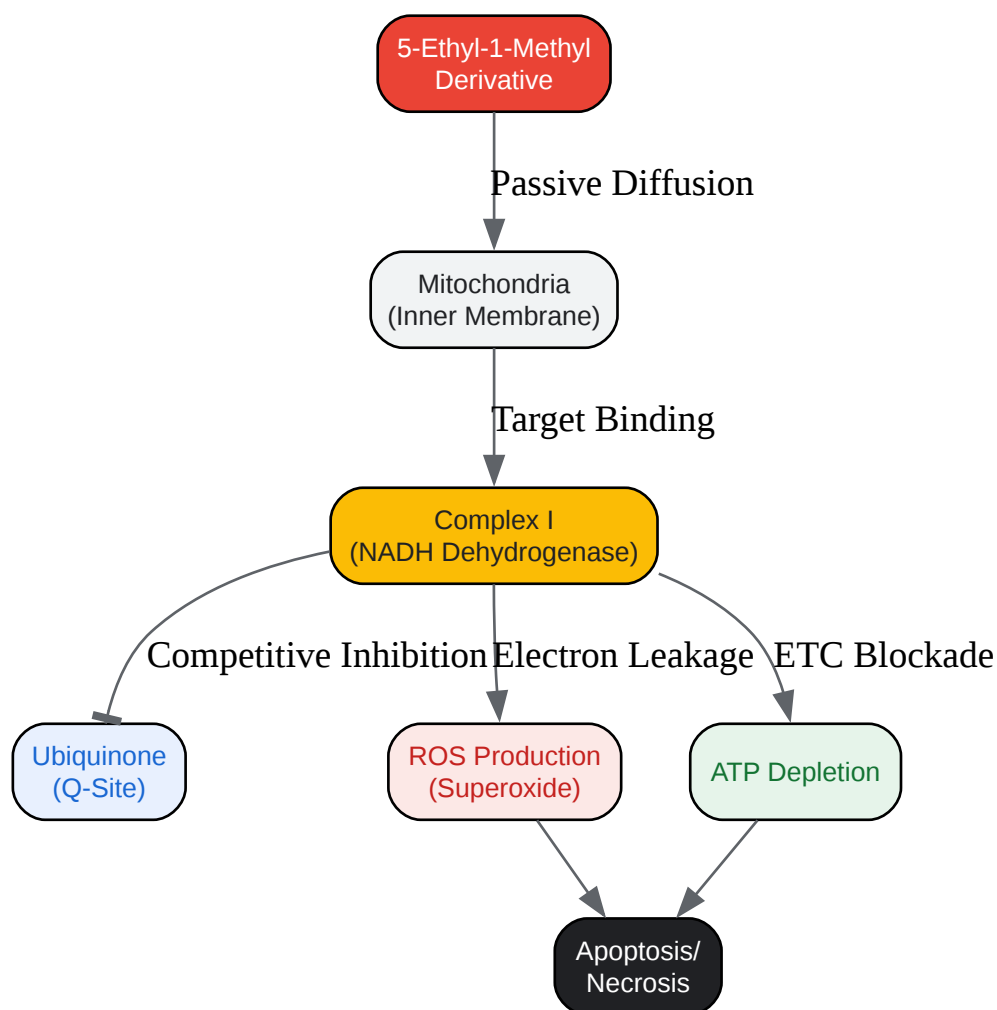 5-Ethyl-1-Methyl
Derivative
Passive Diffusion
Mitochondria
(Inner Membrane)
Target Binding
Complex I
(NADH Dehydrogenase)
Competitive Inhibition
Electron Leakage
ETC Blockade
Ubiquinone
(Q-Site)
ROS Production
(Superoxide)
ATP Depletion
Apoptosis/
Necrosis